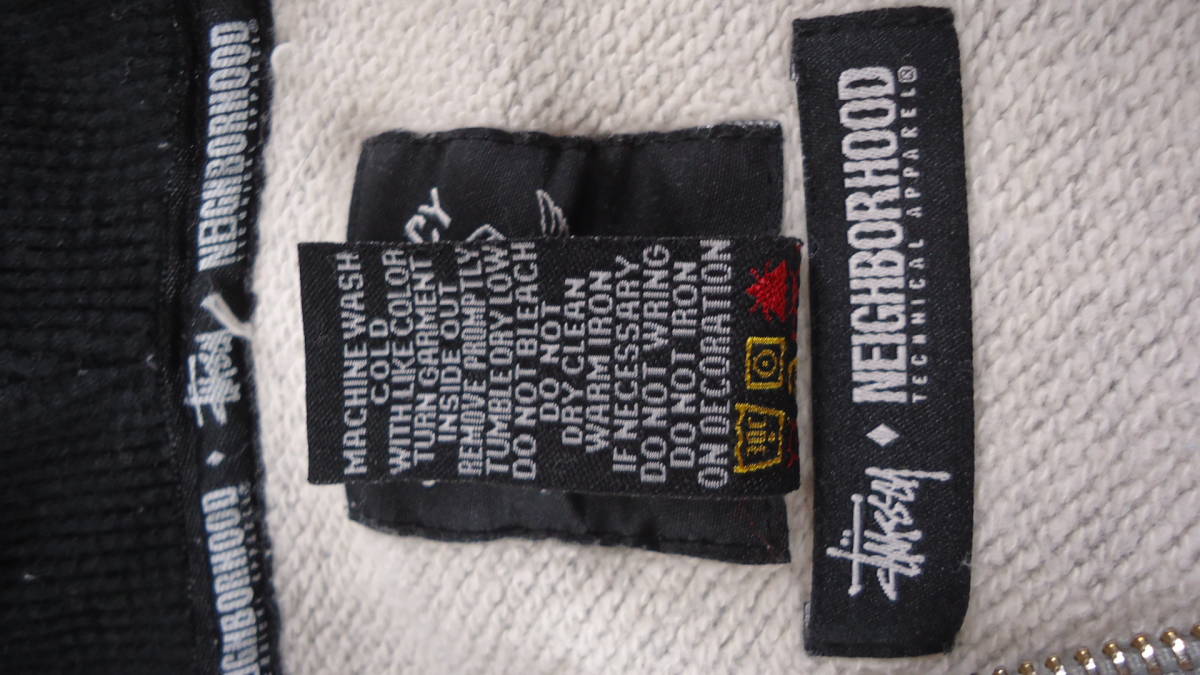 NEIGHBORHOOD
STÜSSY
NEIGHBORHOOD
CY
MACHINE WASH
COLD
WITH LIKE COLOR
TURN GARMENT
INSIDE OUT
REMOVE PROMPTLY
TUMBLE DRY LOW
DO NOT BLEACH
DO NOT
DRY CLEAN
WARM IRON
IF NECESSARY
DO NOT WRING
DO NOT IRON
ON DECORATION
STÜSSY ◆ NEIGHBORHOOD
TECHNICAL APPAREL®